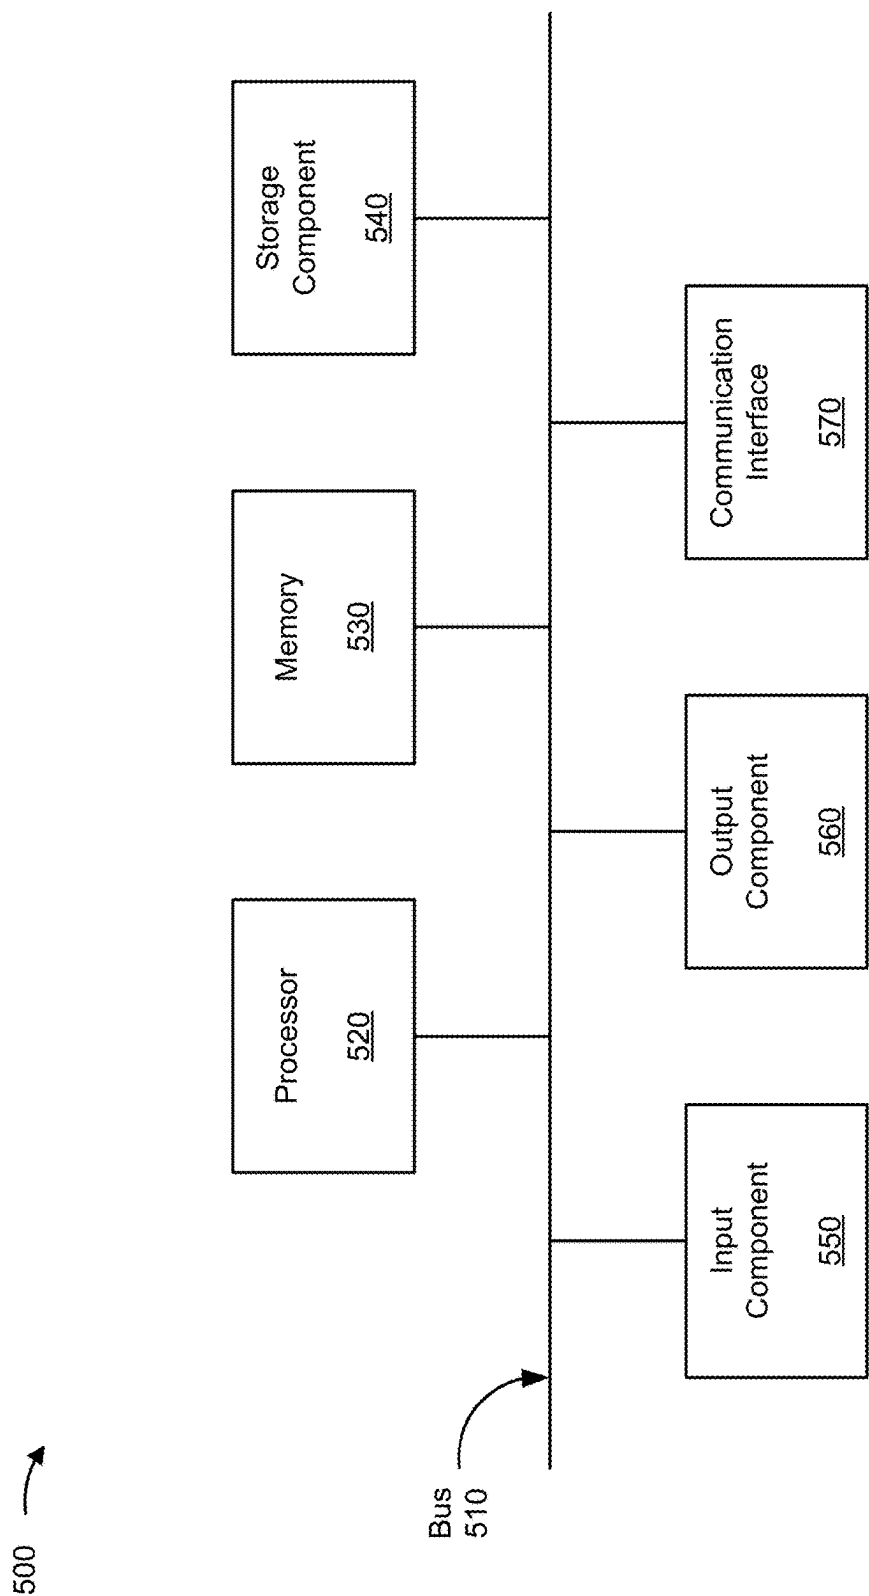 500
Bus
510
Processor
520
Memory
530
Storage
Component
540
Input
Component
550
Output
Component
560
Communication
Interface
570